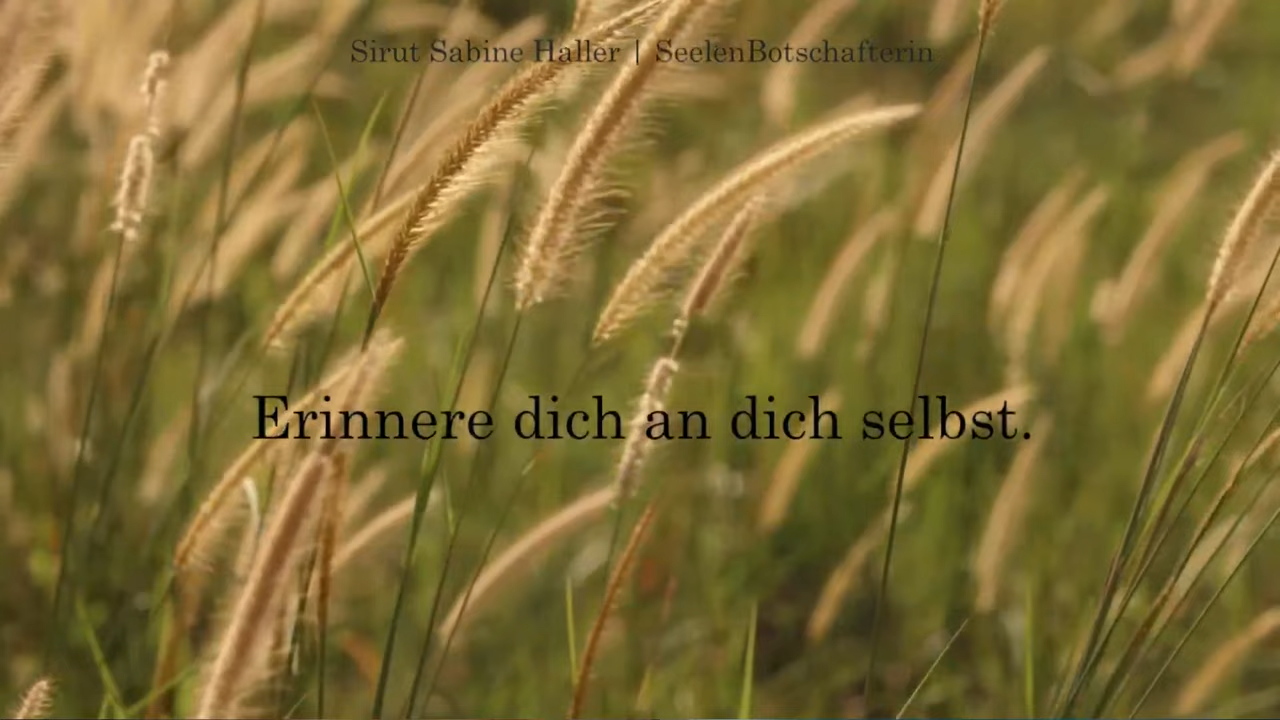 Sirut Sabine Haller | SeelenBotschafterin
Erinnere dich an dich selbst.